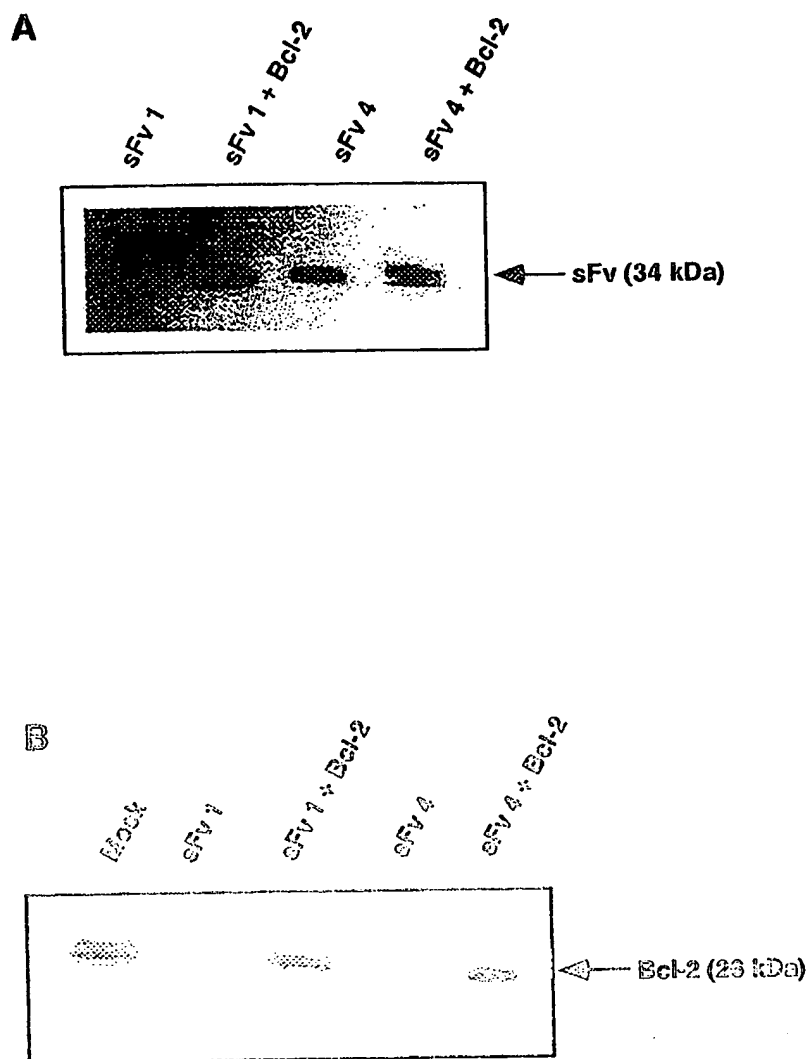 A
sFv 1
sFv 1 + Bcl-2
sFv 4
sFv 4 + Bcl-2
sFv (34 kDa)
B
Mock
sFv 1
sFv 1 + Bcl-2
sFv 4
sFv 4 + Bcl-2
Bcl-2 (26 kDa)